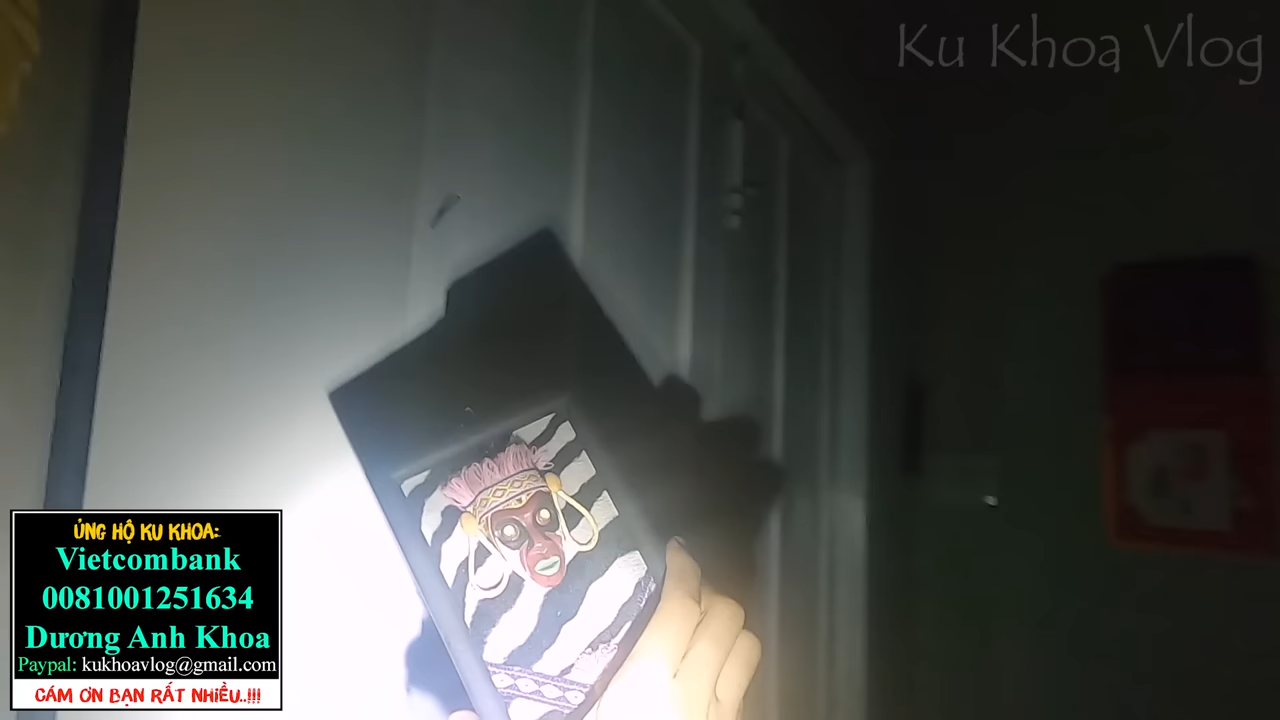 Ku Khoa Vlog
ỦNG HỘ KU KHOA:
Vietcombank
0081001251634
Dương Anh Khoa
Paypal: kukhoavlog@gmail.com
CÁM ƠN BẠN RẤT NHIỀU..!!!